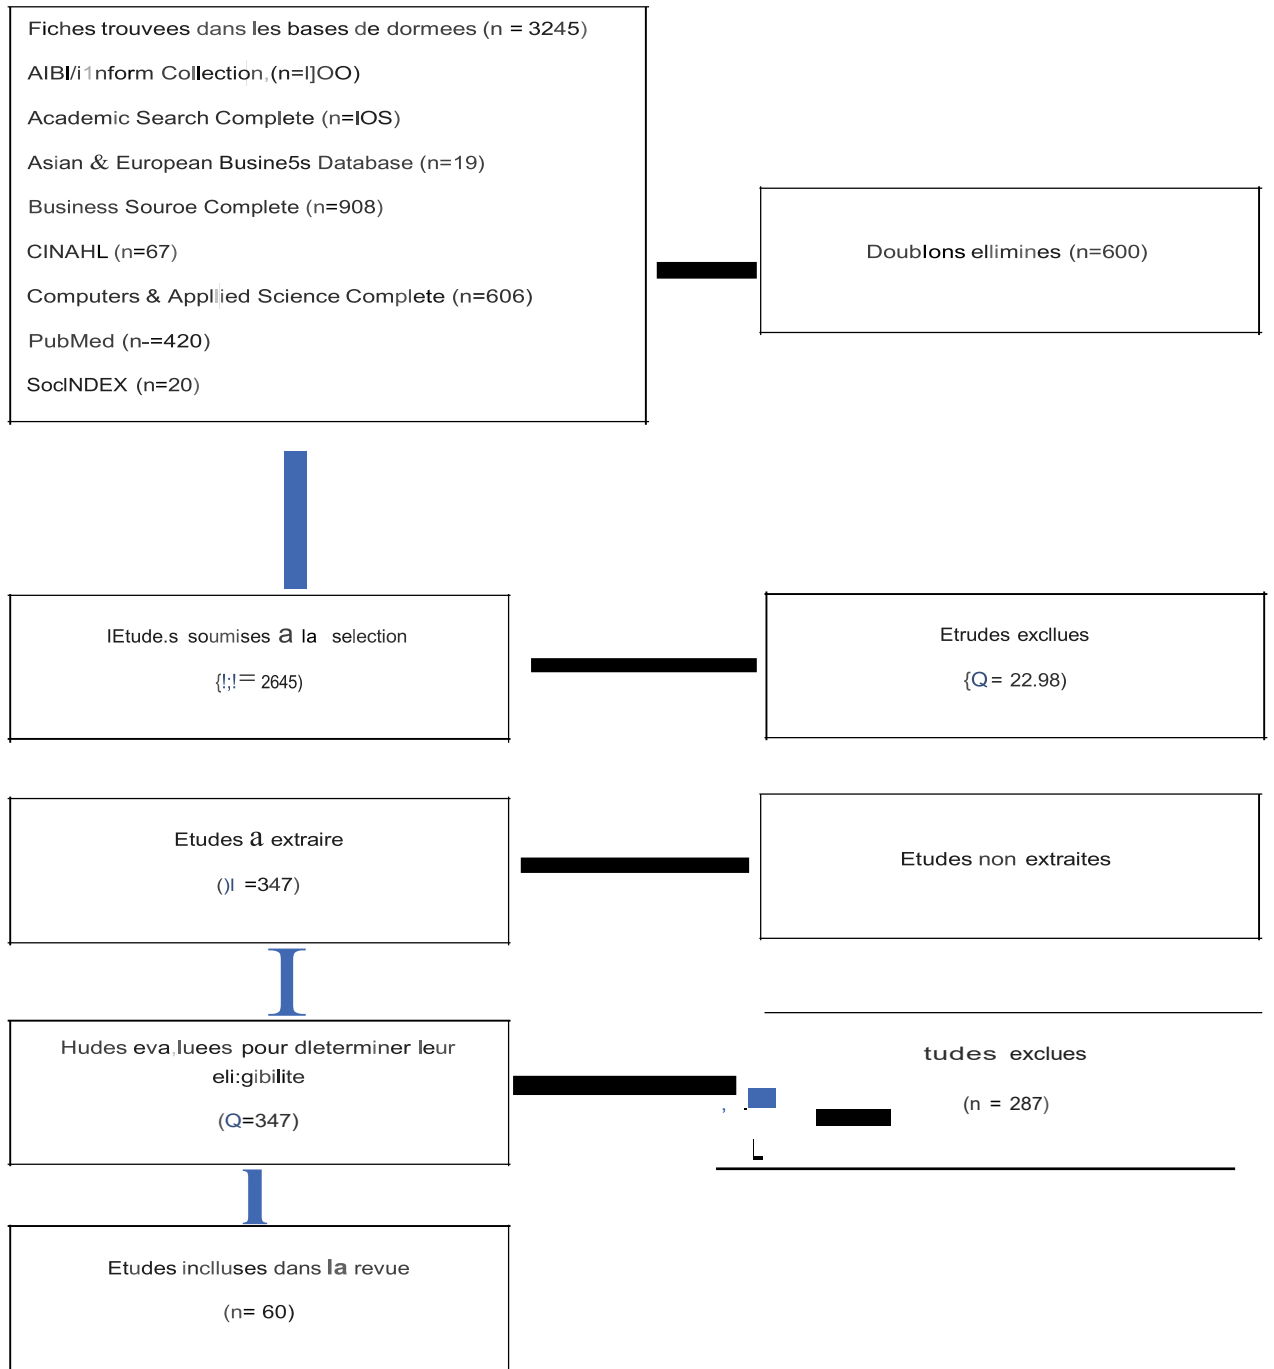 Fiches trouvees dans les bases de dormees (n = 3245)
AIBI/i1nform Collection,(n=I]OO)
Academic Search Complete (n=IOS)
Asian & European Busine5s Database (n=19)
Business Souroe Complete (n=908)
CINAHL (n=67)
Computers & Appllied Science Complete (n=606)
PubMed (n-=420)
SocINDEX (n=20)
Doublons ellimines (n=600)
IEtude.s soumises a la selection
{!;!= 2645)
Etrudes excllues
{Q= 22.98)
Etudes a extraire
()I =347)
Etudes non extraites
Hudes eva,luees pour dleterminer leur
eli:gibilite
(Q=347)
tudes exclues
(n = 287)
Etudes inclluses dans la revue
(n= 60)